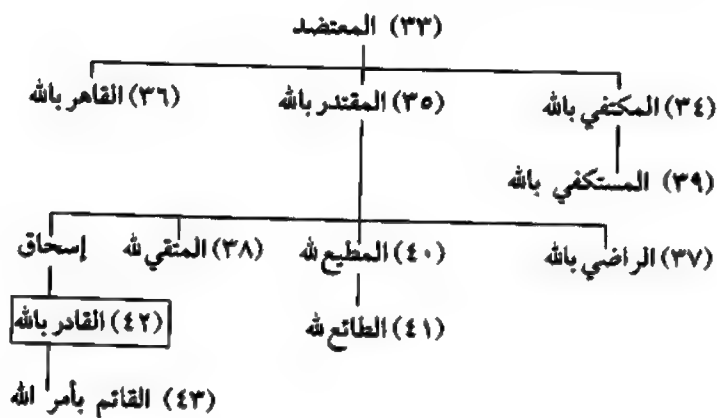 (٣٣) المعتضد
(٣٤) المكتفي بالله (٣٥) المقتدر بالله (٣٦) القاهر بالله
(٣٩) المستكفي بالله
(٣٧) الراضي بالله (٤٠) المطيع لله (٣٨) المتقي لله إسحاق
(٤١) الطائع لله (٤٢) القادر بالله
(٤٣) القائم بأمر الله